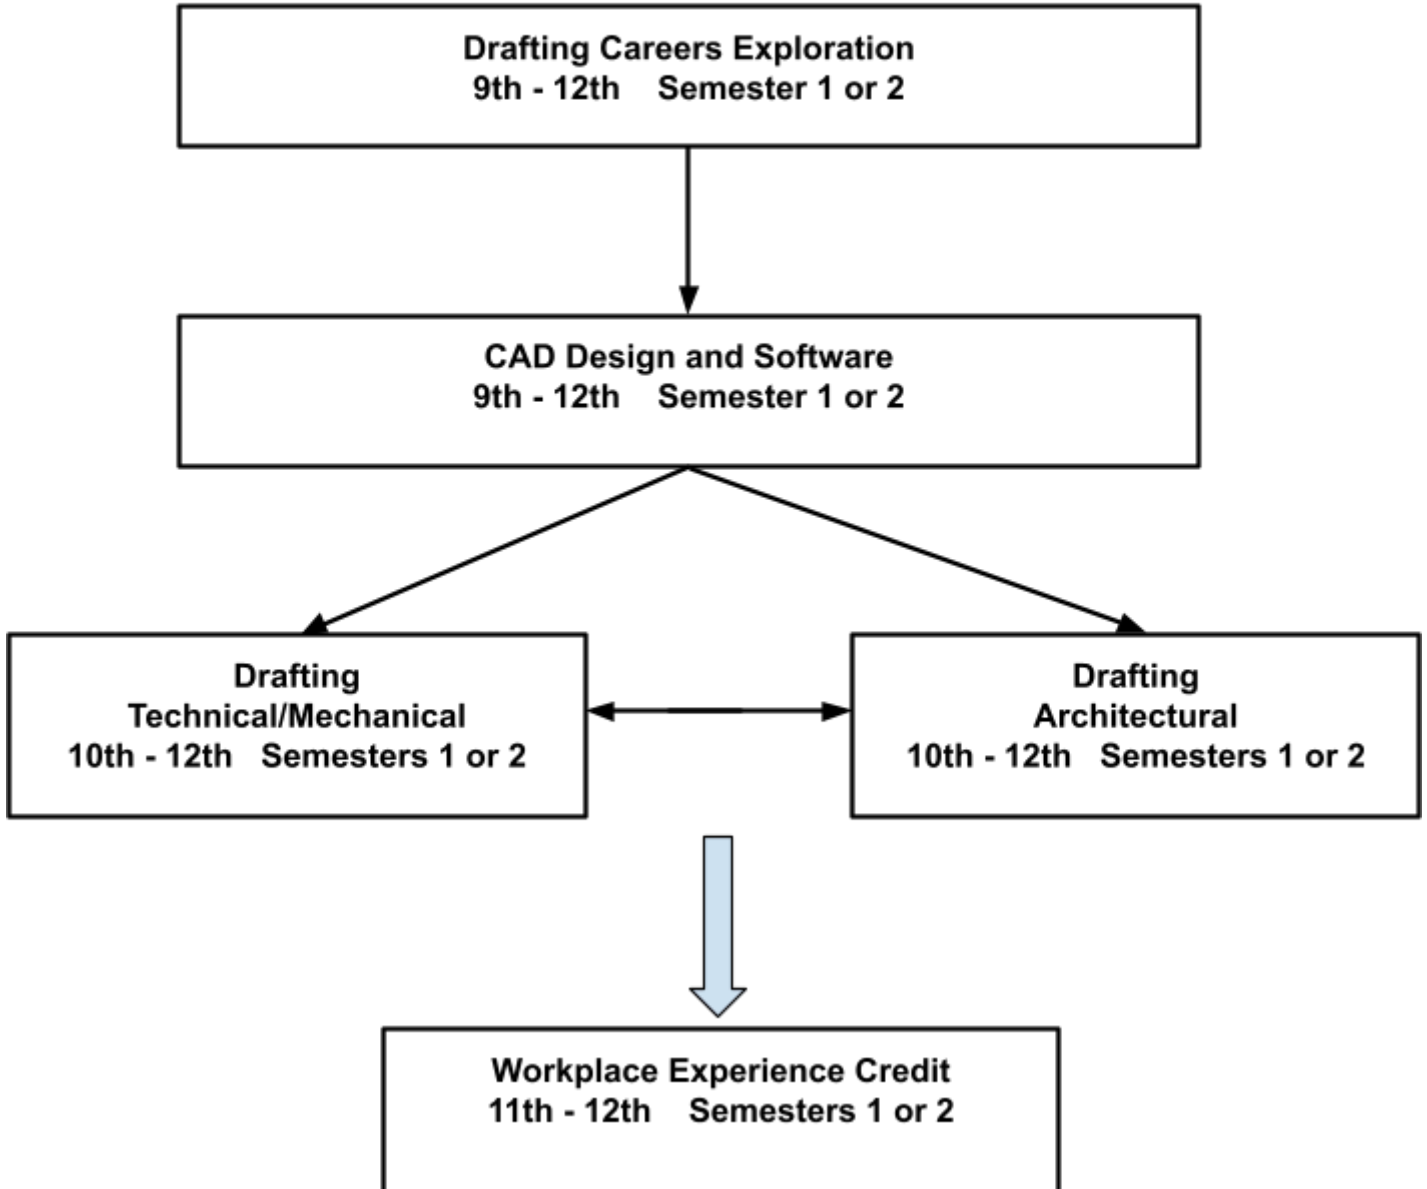 Drafting Careers Exploration
9th - 12th    Semester 1 or 2
CAD Design and Software
9th - 12th    Semester 1 or 2
Drafting
Technical/Mechanical
10th - 12th   Semesters 1 or 2
Drafting
Architectural
10th - 12th   Semesters 1 or 2
Workplace Experience Credit
11th - 12th    Semesters 1 or 2